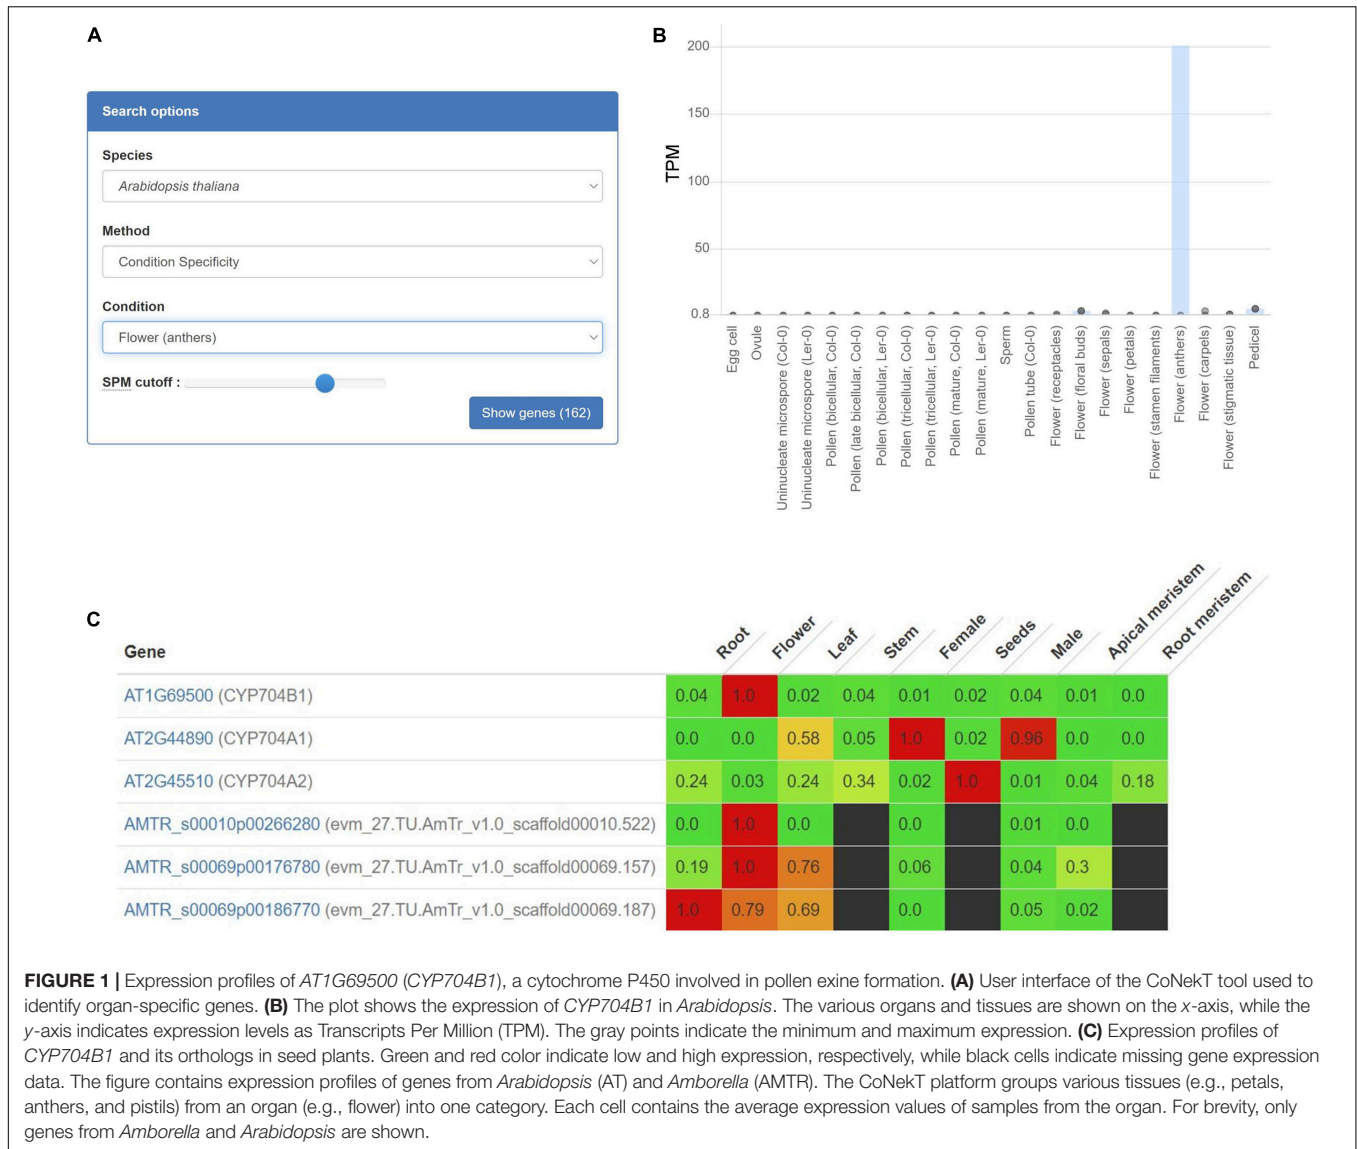 A
Search options
Species
Arabidopsis thaliana
Method
Condition Specificity
Condition
Flower (anthers)
SPM cutoff :
Show genes (162)
B
TPM
200
150
100
50
0.8
Egg cell
Ovule
Uninucleate microspore (Col-0)
Uninucleate microspore (Ler-0)
Pollen (bicellular, Col-0)
Pollen (late bicellular, Col-0)
Pollen (bicellular, Ler-0)
Pollen (tricellular, Col-0)
Pollen (tricellular, Ler-0)
Pollen (mature, Col-0)
Pollen (mature, Ler-0)
Sperm
Pollen tube (Col-0)
Flower (receptacles)
Flower (floral buds)
Flower (sepals)
Flower (petals)
Flower (stamen filaments)
Flower (anthers)
Flower (carpels)
Flower (stigmatic tissue)
Pedicel
C
Gene Root Flower Leaf Stem Female Seeds Male Apical meristem Root meristem
AT1G69500 (CYP704B1) 0.04 1.0 0.02 0.04 0.01 0.02 0.04 0.01 0.0
AT2G44890 (CYP704A1) 0.0 0.0 0.58 0.05 1.0 0.02 0.96 0.0 0.0
AT2G45510 (CYP704A2) 0.24 0.03 0.24 0.34 0.02 1.0 0.01 0.04 0.18
AMTR_s00010p00266280 (evm_27.TU.AmTr_v1.0_scaffold00010.522) 0.0 1.0 0.0 0.0 0.01 0.0
AMTR_s00069p00176780 (evm_27.TU.AmTr_v1.0_scaffold00069.157) 0.19 1.0 0.76 0.06 0.04 0.3
AMTR_s00069p00186770 (evm_27.TU.AmTr_v1.0_scaffold00069.187) 1.0 0.79 0.69 0.0 0.05 0.02
FIGURE 1 | Expression profiles of AT1G69500 (CYP704B1), a cytochrome P450 involved in pollen exine formation. (A) User interface of the CoNekT tool used to
identify organ-specific genes. (B) The plot shows the expression of CYP704B1 in Arabidopsis. The various organs and tissues are shown on the x-axis, while the
y-axis indicates expression levels as Transcripts Per Million (TPM). The gray points indicate the minimum and maximum expression. (C) Expression profiles of
CYP704B1 and its orthologs in seed plants. Green and red color indicate low and high expression, respectively, while black cells indicate missing gene expression
data. The figure contains expression profiles of genes from Arabidopsis (AT) and Amborella (AMTR). The CoNekT platform groups various tissues (e.g., petals,
anthers, and pistils) from an organ (e.g., flower) into one category. Each cell contains the average expression values of samples from the organ. For brevity, only
genes from Amborella and Arabidopsis are shown.